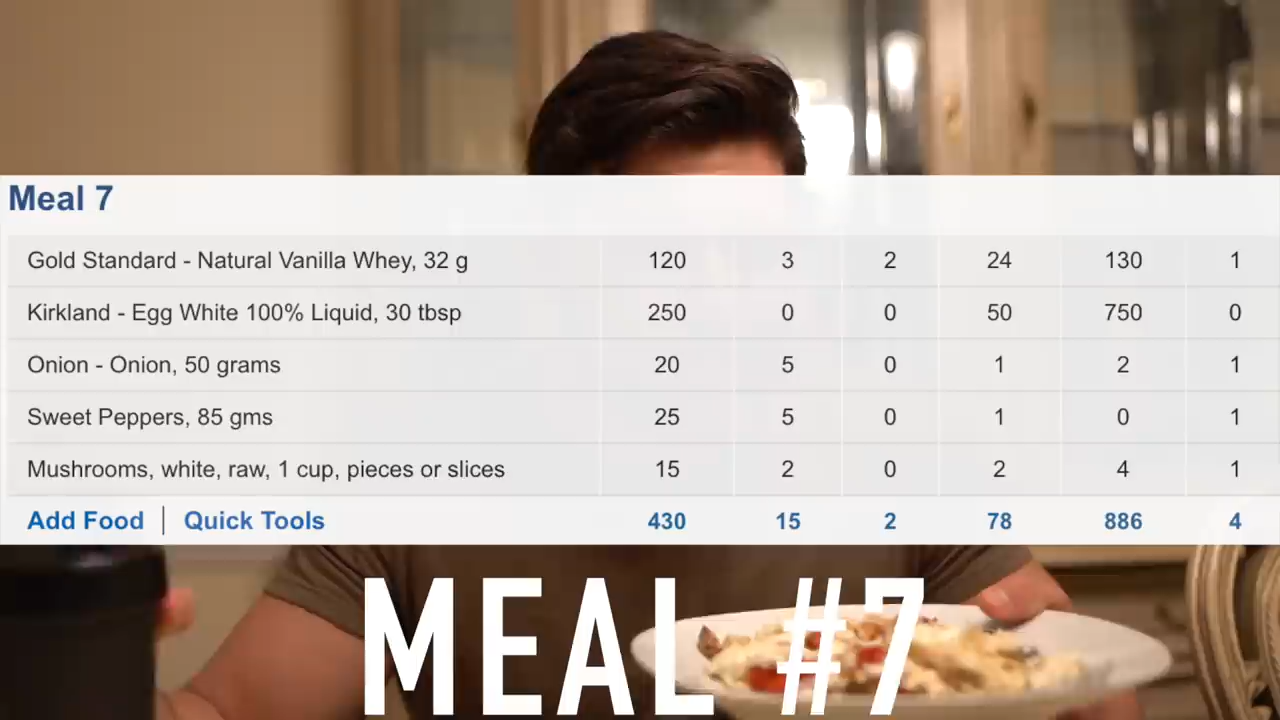 Meal 7
Gold Standard - Natural Vanilla Whey, 32 g 120 3 2 24 130 1
Kirkland - Egg White 100% Liquid, 30 tbsp 250 0 0 50 750 0
Onion - Onion, 50 grams 20 5 0 1 2 1
Sweet Peppers, 85 gms 25 5 0 1 0 1
Mushrooms, white, raw, 1 cup, pieces or slices 15 2 0 2 4 1
Add Food | Quick Tools 430 15 2 78 886 4
MEAL #7